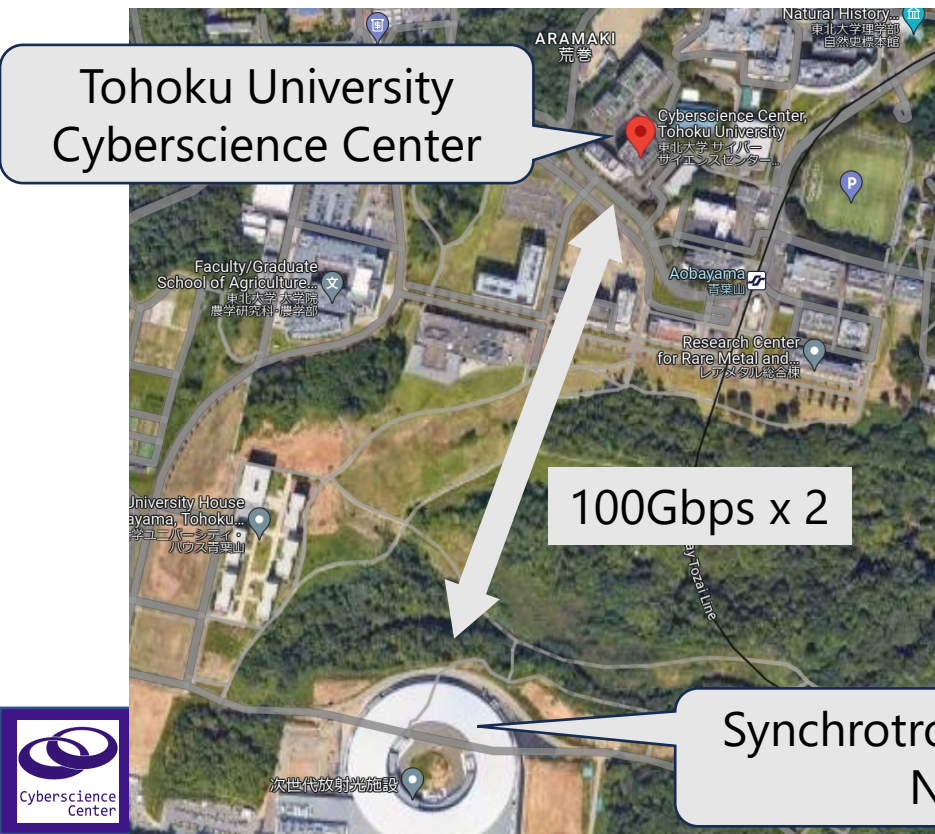 Natural History...
東北大学理学部
自然史標本館
ARAMAKI
荒巻
Tohoku University
Cyberscience Center
Cyberscience Center,
Tohoku University
東北大学 サイバー
サイエンスセンター...
P
Faculty/Graduate
School of Agriculture...
東北大学 大学院
農学研究科・農学部
文
Aobayama
青葉山
Research Center
for Rare Metal and...
レアメタル総合棟
100Gbps x 2
University House
ayama, Tohoku...
学ユニバーシティ・
ハウス青葉山
ay Tozai Line
Synchrotro
N
次世代放射光施設
Cyberscience
Center